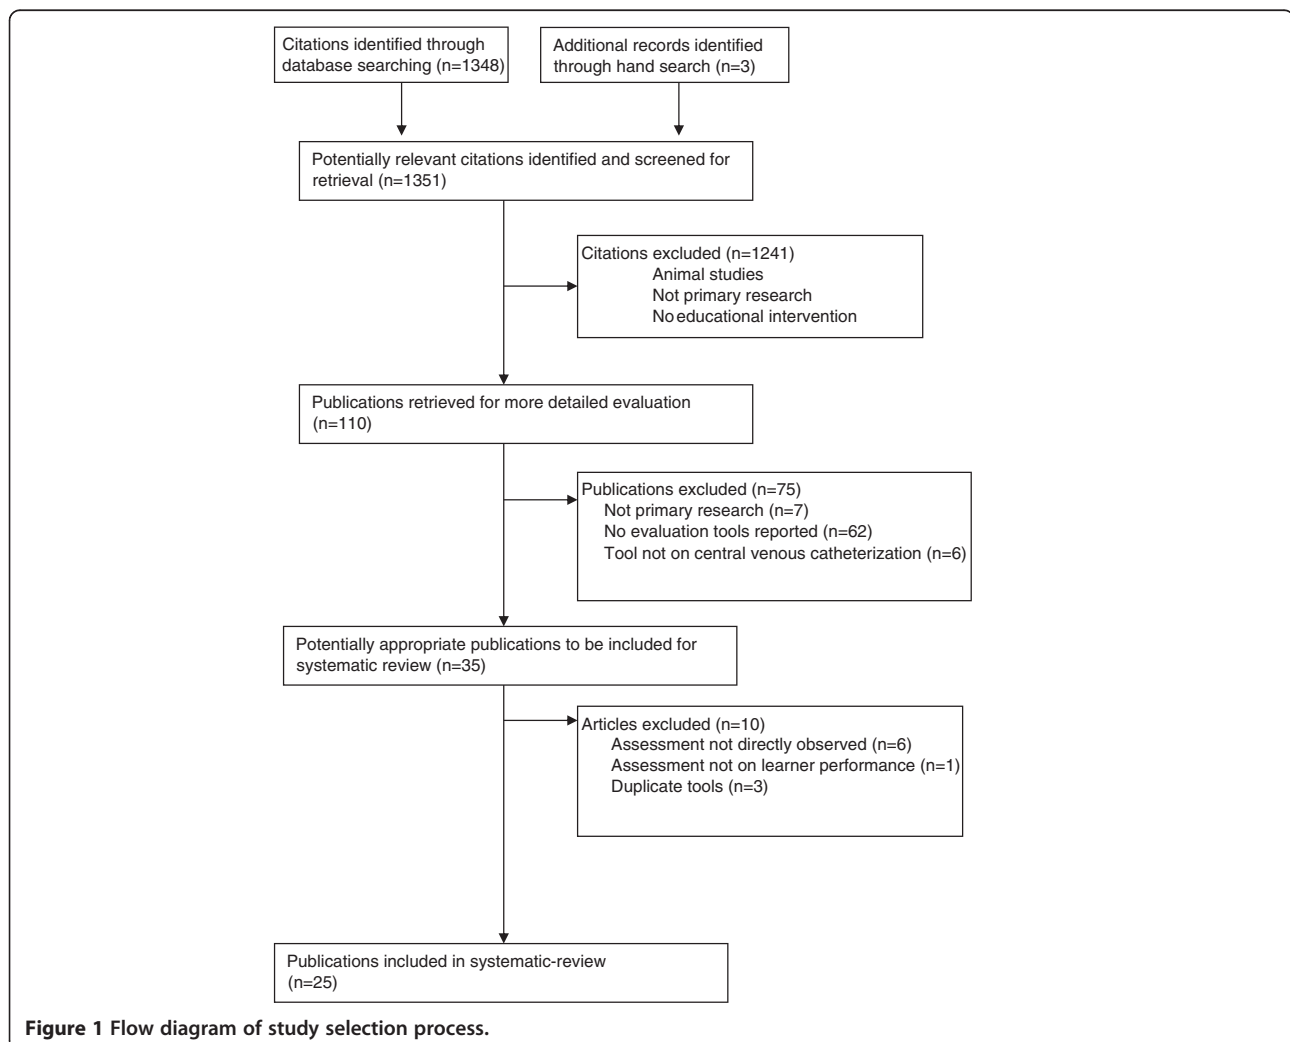 Citations identified through
database searching (n=1348)
Additional records identified
through hand search (n=3)
Potentially relevant citations identified and screened for
retrieval (n=1351)
Citations excluded (n=1241)
Animal studies
Not primary research
No educational intervention
Publications retrieved for more detailed evaluation
(n=110)
Publications excluded (n=75)
Not primary research (n=7)
No evaluation tools reported (n=62)
Tool not on central venous catheterization (n=6)
Potentially appropriate publications to be included for
systematic review (n=35)
Articles excluded (n=10)
Assessment not directly observed (n=6)
Assessment not on learner performance (n=1)
Duplicate tools (n=3)
Publications included in systematic-review
(n=25)
Figure 1 Flow diagram of study selection process.